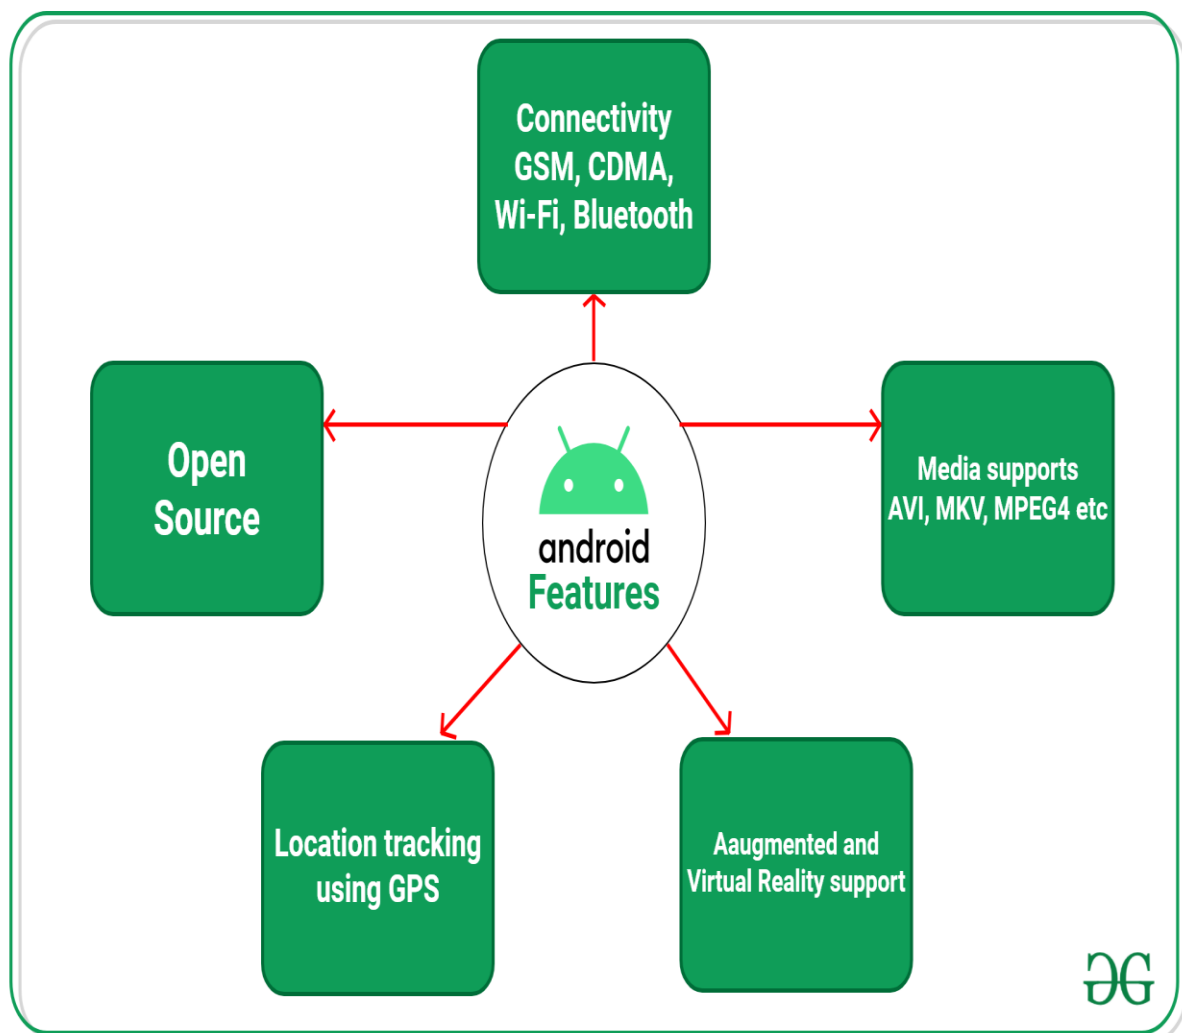 Connectivity
GSM, CDMA,
Wi-Fi, Bluetooth
Open
Source
android
Features
Media supports
AVI, MKV, MPEG4 etc
Location tracking
using GPS
Aaugmented and
Virtual Reality support